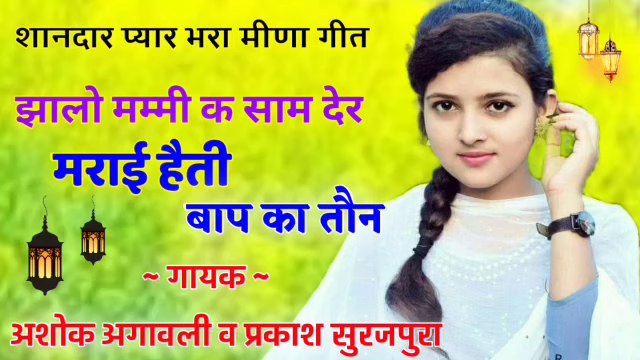 शानदार प्यार भरा मीणा गीत
झालो मम्मी क साम देर
मराई हैती
बाप का तौन
~ गायक ~
अशोक अगावली व प्रकाश सुरजपुरा